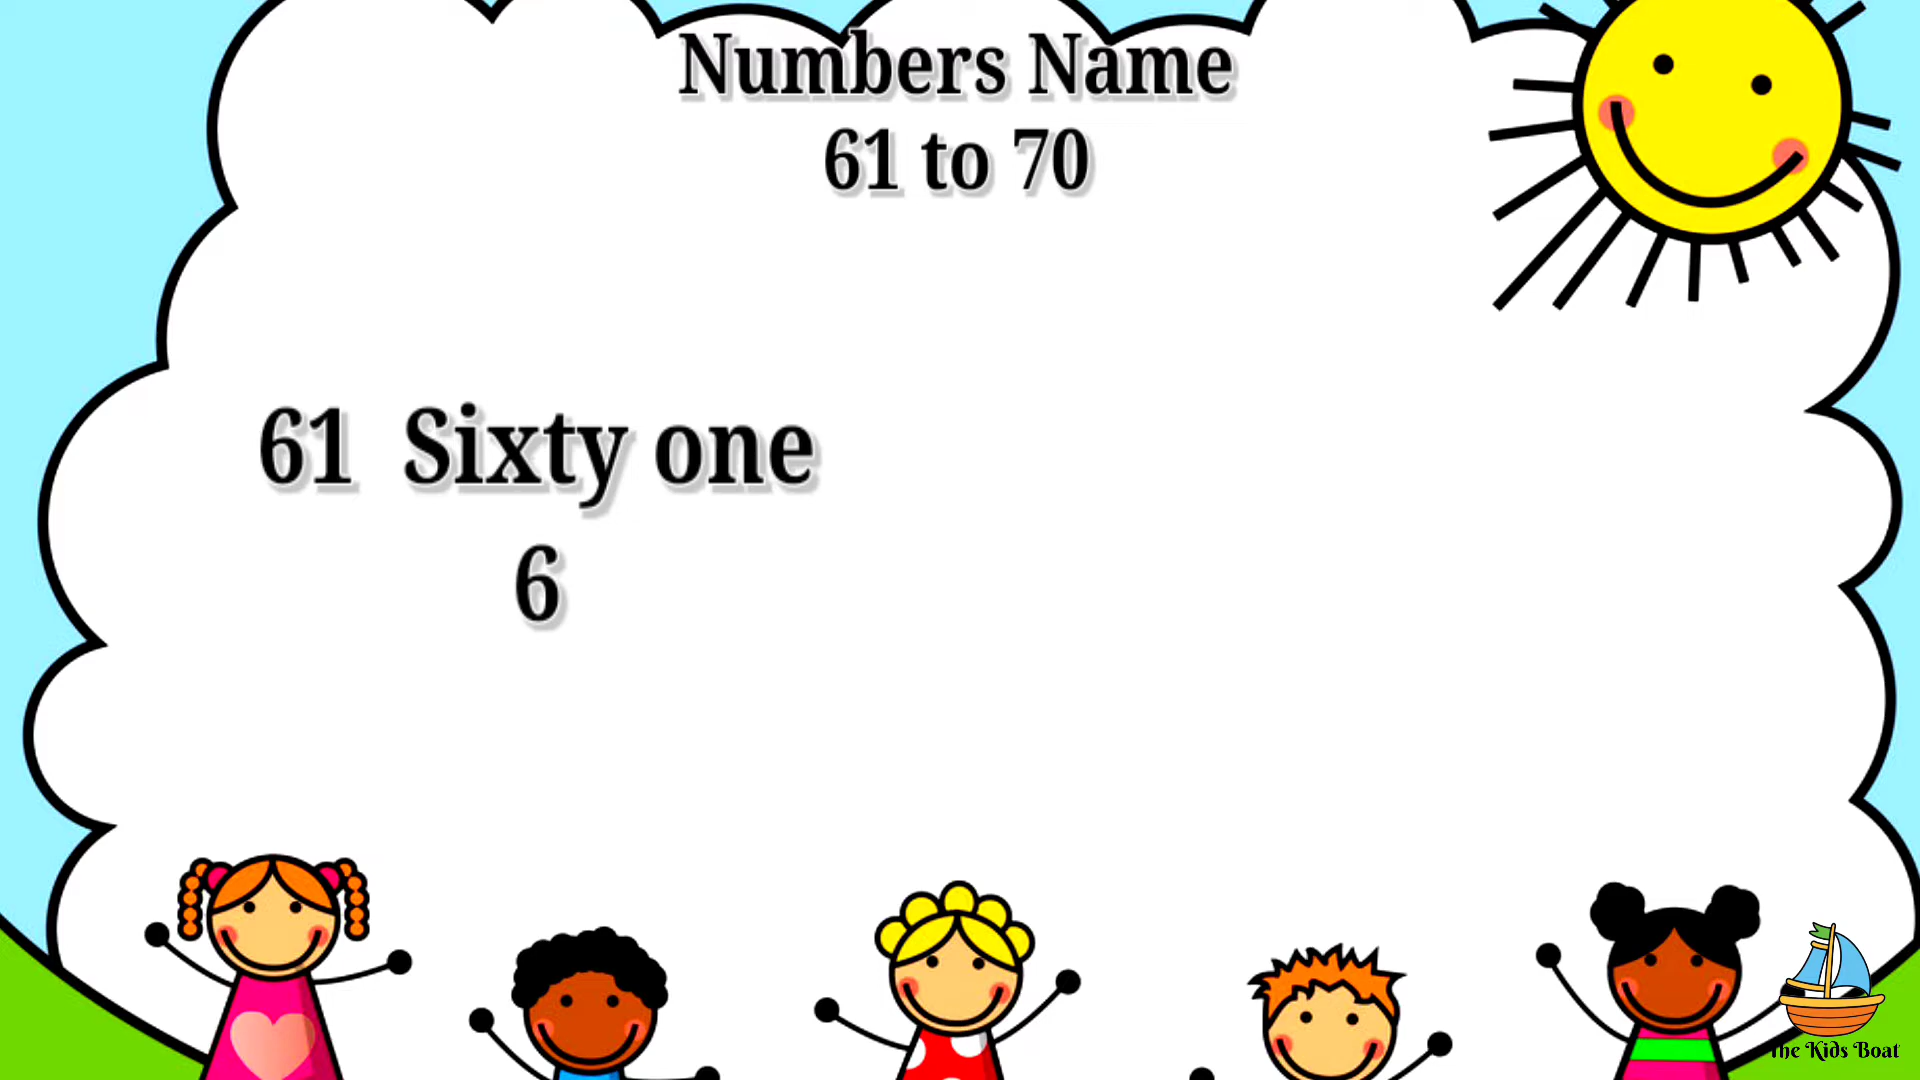 Numbers Name
61 to 70
61 Sixty one
6
The Kids Boat